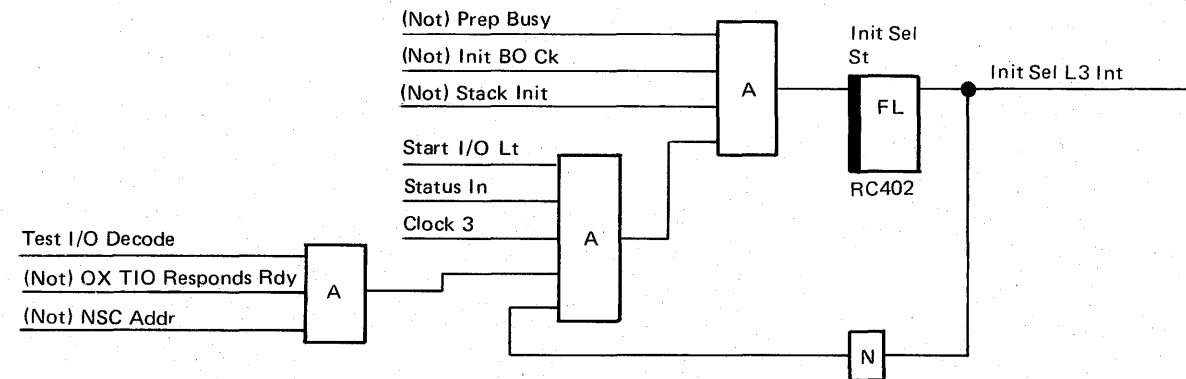 (Not) Prep Busy
(Not) Init BO Ck
(Not) Stack Init
A
Init Sel
St
FL
RC402
Init Sel L3 Int
Start I/O Lt
Status In
Clock 3
A
Test I/O Decode
(Not) OX TIO Responds Rdy
(Not) NSC Addr
A
N